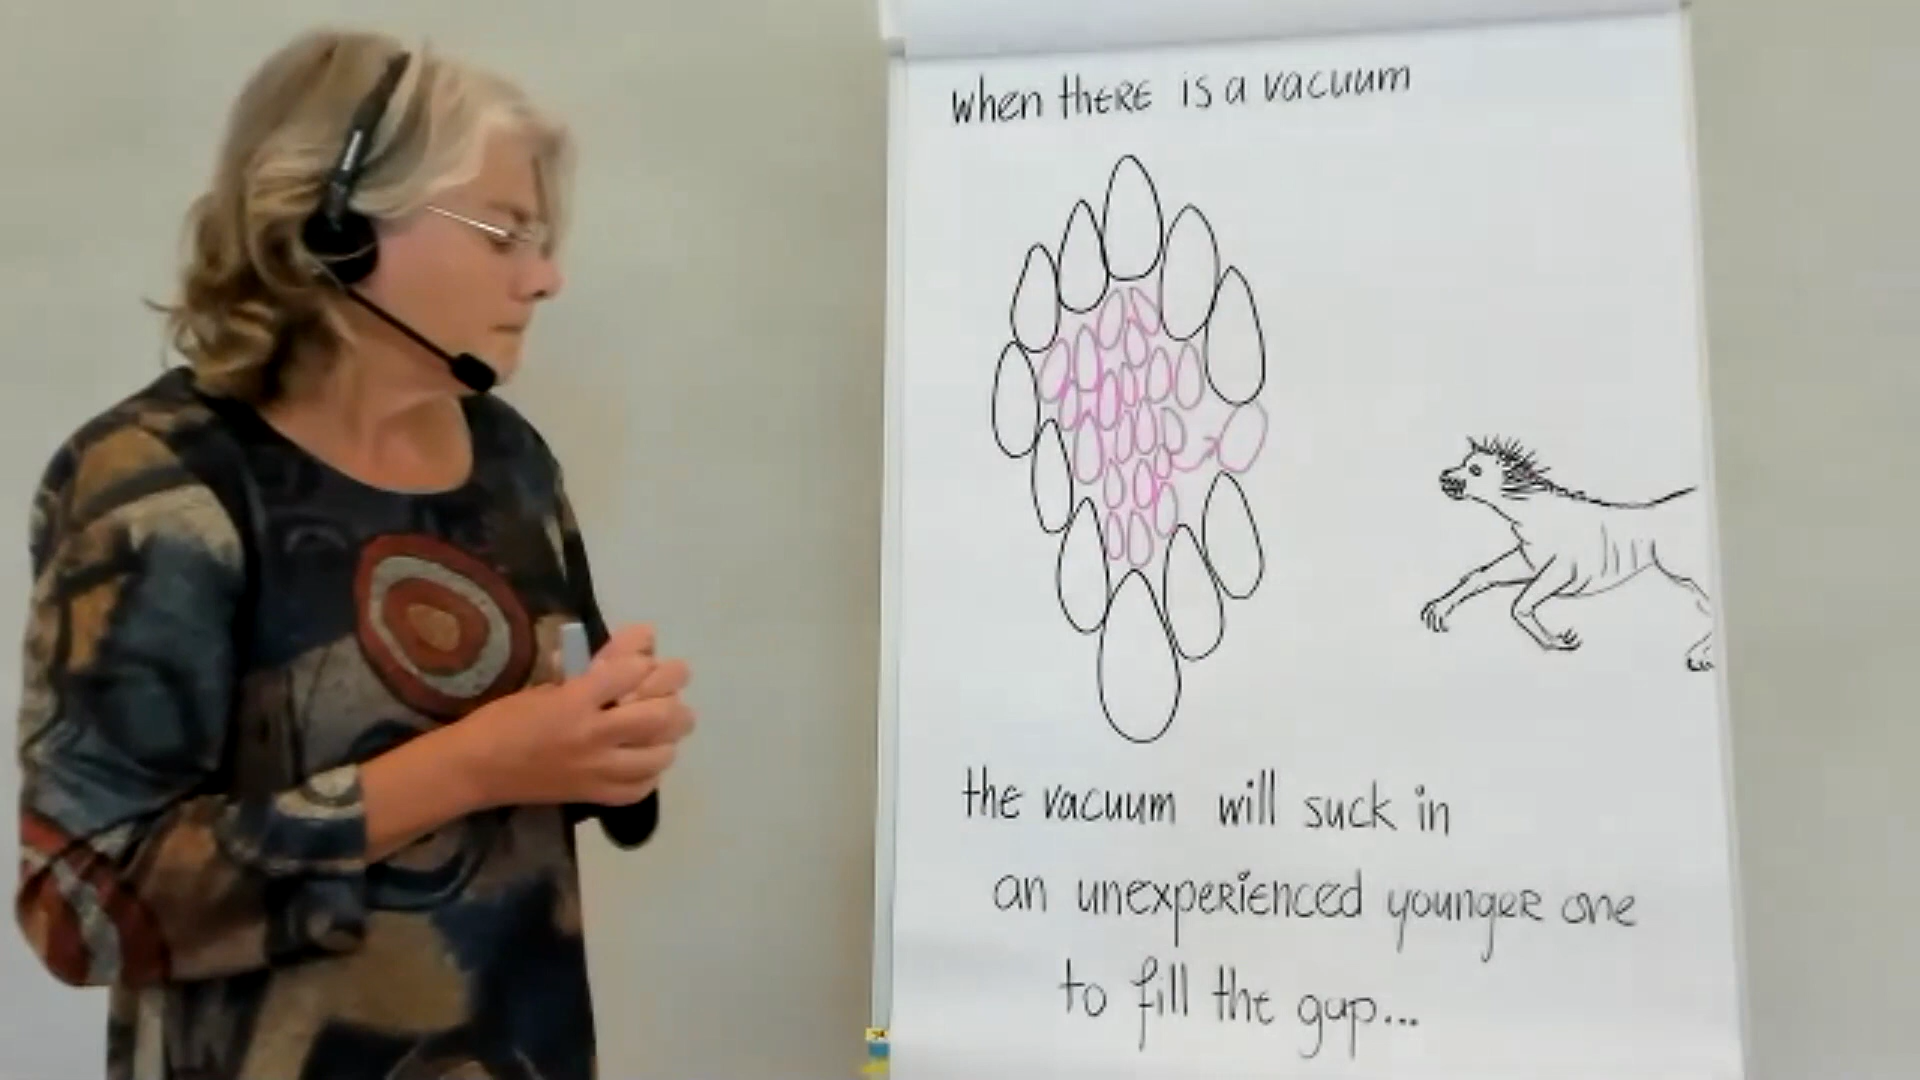 when there is a vacuum
the vacuum will suck in
an unexperienced younger one
to fill the gap...